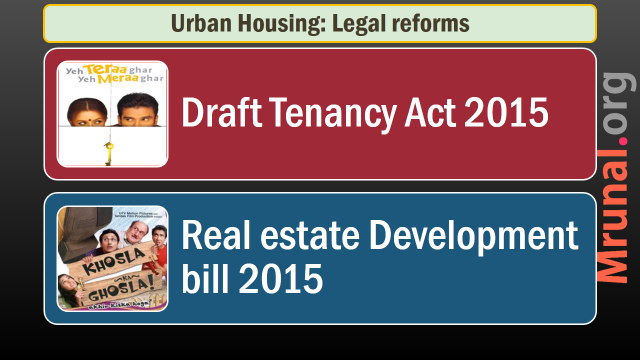 Urban Housing: Legal reforms
Yeh Teraa ghar
Yeh Meraa ghar
Draft Tenancy Act 2015
KHOSLA
GHOSLA!
Real estate Development
bill 2015
Mrunal.org